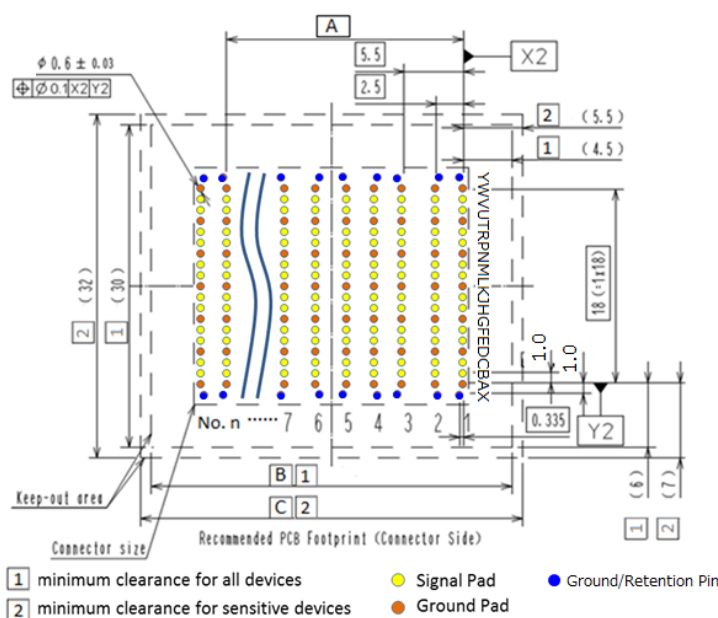 A
5.5
X2
2.5
Ø 0.6 ± 0.03
⌖ Ø 0.1 X2 Y2
2 (5.5)
1 (4.5)
YWVUTRPNMLKJHGFEDCBAX
2 (32)
1 (30)
18 (=1x18)
1.0
1.0
No. n ...... 7 6 5 4 3 2 1
0.335
Y2
1 (6)
2 (7)
B 1
C 2
Keep-out area
Connector size
Recommended PCB Footprint (Connector Side)
1 minimum clearance for all devices
2 minimum clearance for sensitive devices
Signal Pad
Ground Pad
Ground/Retention Pin